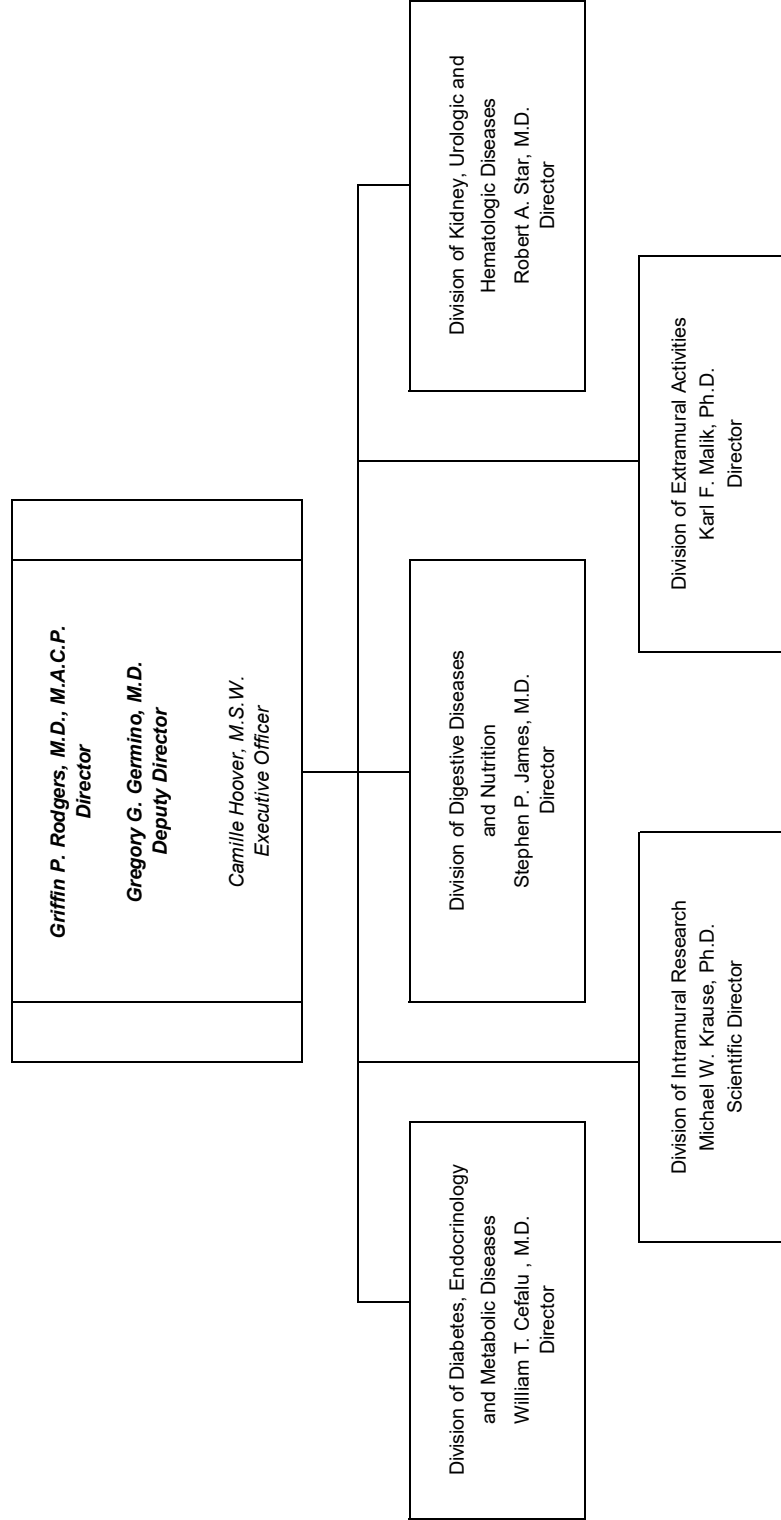 Griffin P. Rodgers, M.D., M.A.C.P.
Director
Gregory G. Germino, M.D.
Deputy Director
Camille Hoover, M.S.W.
Executive Officer
Division of Diabetes, Endocrinology
and Metabolic Diseases
William T. Cefalu , M.D.
Director
Division of Digestive Diseases
and Nutrition
Stephen P. James, M.D.
Director
Division of Kidney, Urologic and
Hematologic Diseases
Robert A. Star, M.D.
Director
Division of Intramural Research
Michael W. Krause, Ph.D.
Scientific Director
Division of Extramural Activities
Karl F. Malik, Ph.D.
Director